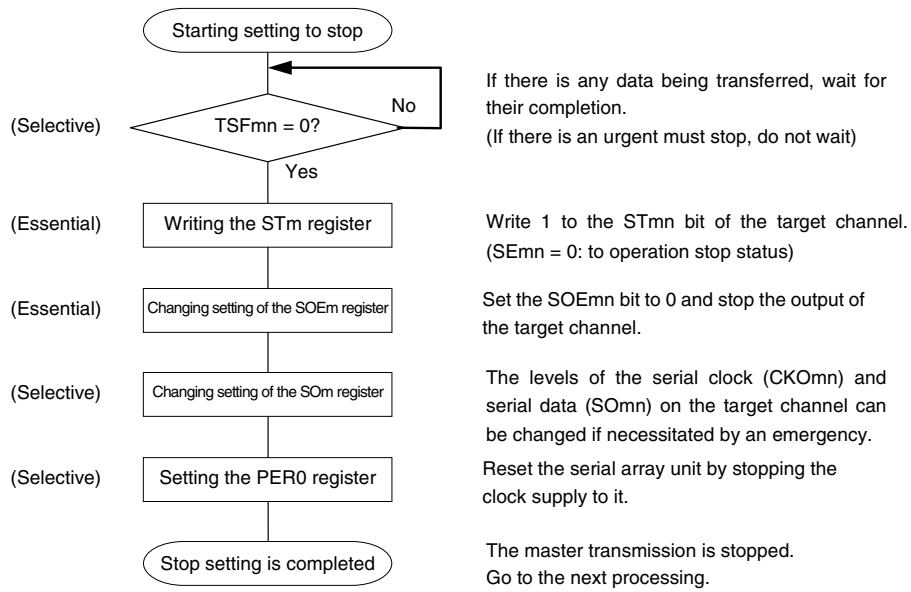 Starting setting to stop
If there is any data being transferred, wait for
their completion.
(If there is an urgent must stop, do not wait)
No
(Selective)
TSFmn = 0?
Yes
(Essential)
Writing the STm register
Write 1 to the STmn bit of the target channel.
(SEmn = 0: to operation stop status)
(Essential)
Changing setting of the SOEm register
Set the SOEmn bit to 0 and stop the output of
the target channel.
(Selective)
Changing setting of the SOm register
The levels of the serial clock (CKOmn) and
serial data (SOmn) on the target channel can
be changed if necessitated by an emergency.
(Selective)
Setting the PER0 register
Reset the serial array unit by stopping the
clock supply to it.
Stop setting is completed
The master transmission is stopped.
Go to the next processing.